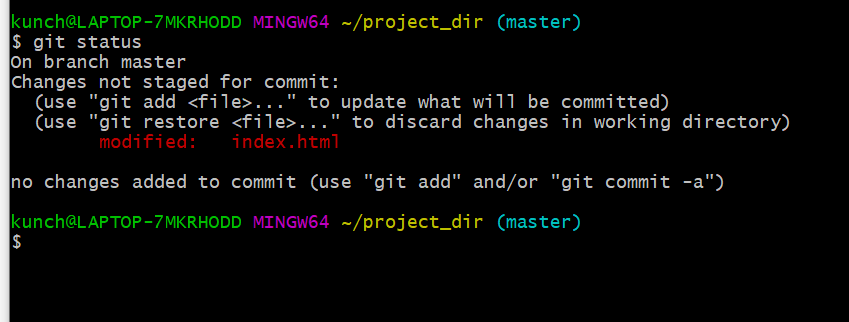 kunch@LAPTOP-7MKRHODD MINGW64 ~/project_dir (master)
$ git status
On branch master
Changes not staged for commit:
  (use "git add <file>..." to update what will be committed)
  (use "git restore <file>..." to discard changes in working directory)
        modified:   index.html

no changes added to commit (use "git add" and/or "git commit -a")

kunch@LAPTOP-7MKRHODD MINGW64 ~/project_dir (master)
$